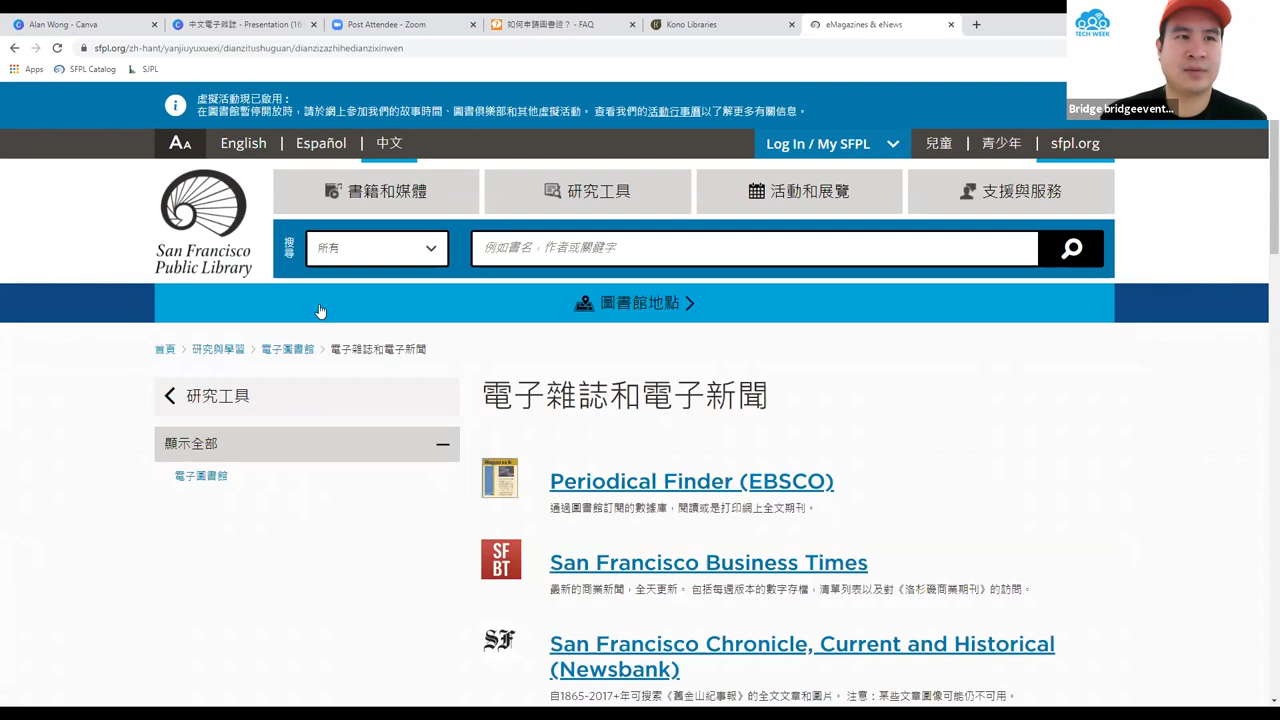 Alan Wong - Canva
中文電子雜誌 - Presentation (16:
Post Attendee - Zoom
如何申請圖書證？ - FAQ
Kono Libraries
eMagazines & eNews
TECH WEEK
sfpl.org/zh-hant/yanjiuyuxuexi/dianzitushuguan/dianzizazhihedianzixinwen
Apps
SFPL Catalog
SJPL
Bridge bridgeevent...
虛擬活動現已啟用：
在圖書館暫停開放時，請於網上參加我們的故事時間、圖書俱樂部和其他虛擬活動。 查看我們的活動行事曆以了解更多有關信息。
AA
English | Español | 中文
Log In / My SFPL
兒童 | 青少年 | sfpl.org
San Francisco
Public Library
書籍和媒體
研究工具
活動和展覽
支援與服務
搜尋
所有
例如書名，作者或關鍵字
圖書館地點
首頁 > 研究與學習 > 電子圖書館 > 電子雜誌和電子新聞
研究工具
顯示全部
電子圖書館
電子雜誌和電子新聞
Periodical Finder (EBSCO)
通過圖書館訂閱的數據庫，閱讀或是打印網上全文期刊。
SF
BT
San Francisco Business Times
最新的商業新聞，全天更新。 包括每週版本的數字存檔，清單列表以及對《洛杉磯商業期刊》的訪問。
SF
San Francisco Chronicle, Current and Historical
(Newsbank)
自1865-2017+年可搜索《舊金山紀事報》的全文文章和圖片。 注意：某些文章圖像可能仍不可用。